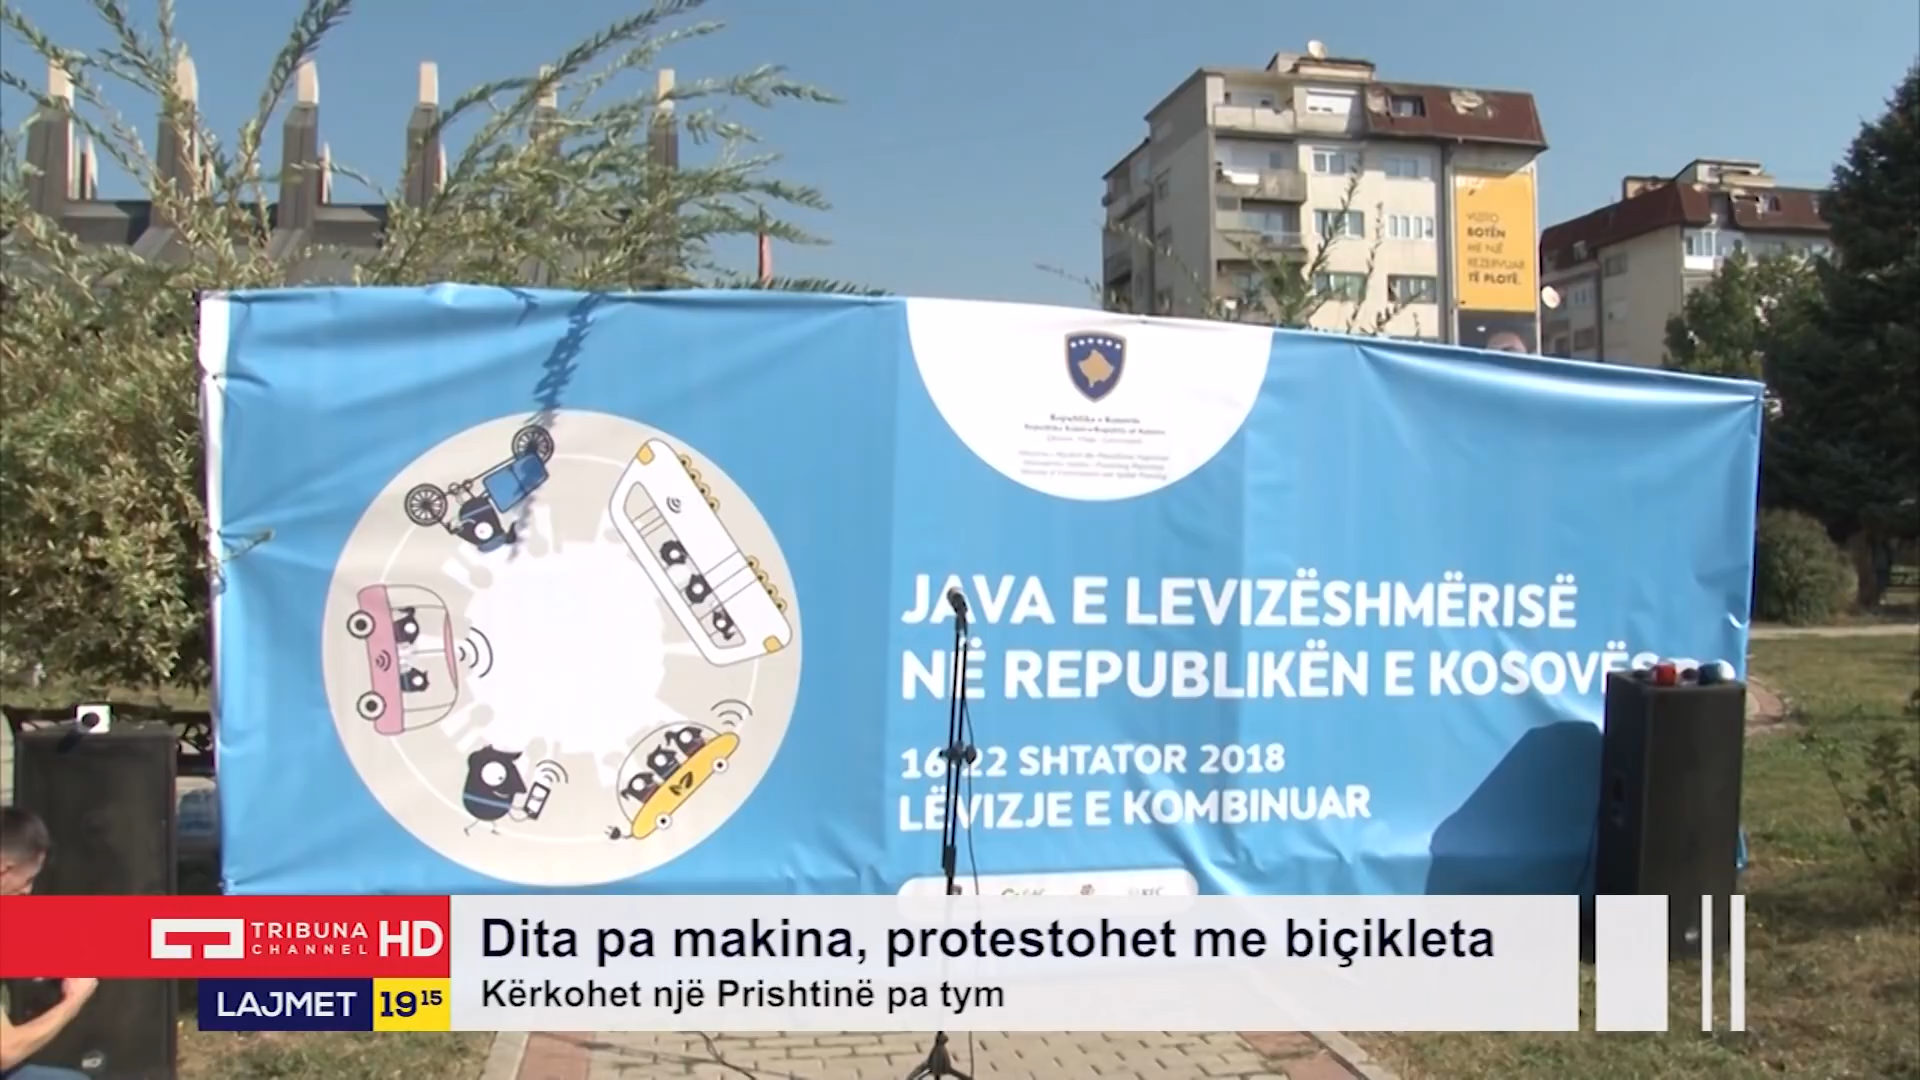 VIZITO
BOTËN
ME NJË
REZERVUAR
TË PLOTË.
Republika e Kosovës
JAVA E LEVIZËSHMËRISË
NË REPUBLIKËN E KOSOVËS
16-22 SHTATOR 2018
LËVIZJE E KOMBINUAR
TRIBUNA
CHANNEL
HD
Dita pa makina, protestohet me biçikleta
Kërkohet një Prishtinë pa tym
LAJMET 19 15